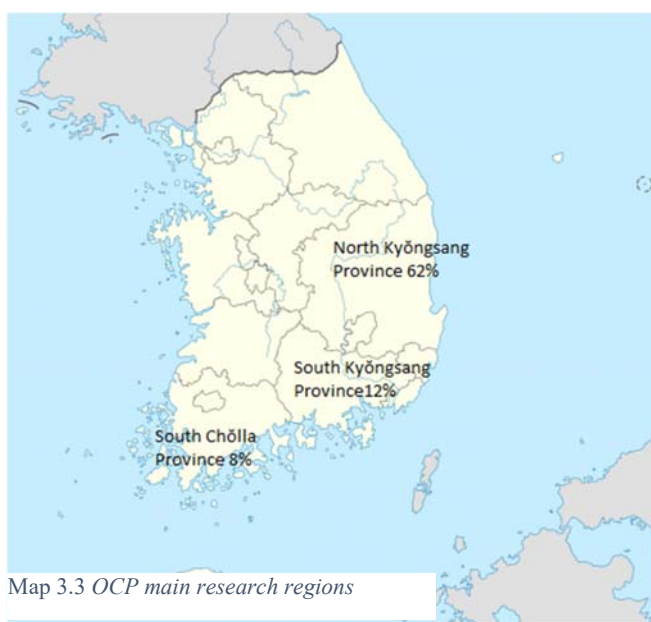 North Kyŏngsang
Province 62%
South Kyŏngsang
Province12%
South Chŏlla
Province 8%
Map 3.3 OCP main research regions